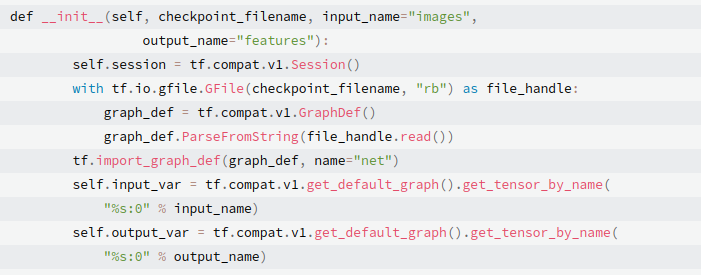 def __init__(self, checkpoint_filename, input_name="images",
                 output_name="features"):
        self.session = tf.compat.v1.Session()
        with tf.io.gfile.GFile(checkpoint_filename, "rb") as file_handle:
            graph_def = tf.compat.v1.GraphDef()
            graph_def.ParseFromString(file_handle.read())
        tf.import_graph_def(graph_def, name="net")
        self.input_var = tf.compat.v1.get_default_graph().get_tensor_by_name(
            "%s:0" % input_name)
        self.output_var = tf.compat.v1.get_default_graph().get_tensor_by_name(
            "%s:0" % output_name)